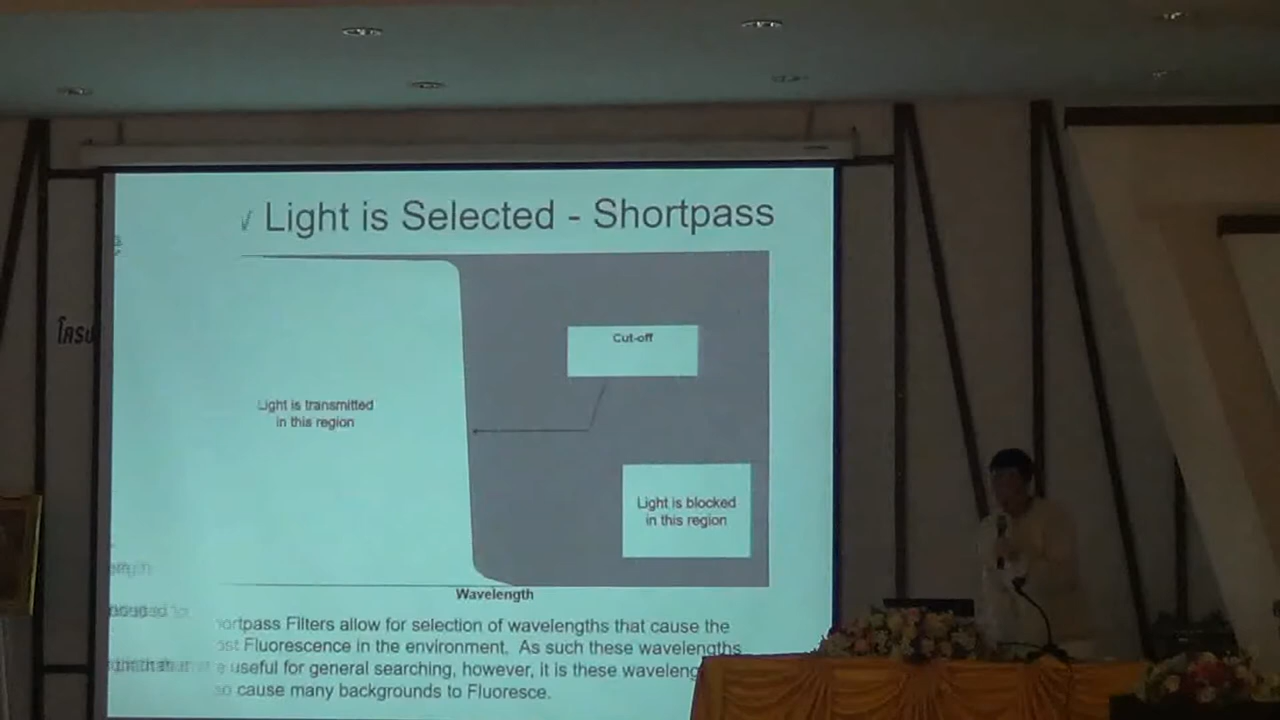 Light is Selected - Shortpass
Cut-off
Light is transmitted
in this region
Light is blocked
in this region
Wavelength
Filters allow for selection of wavelengths that cause the
Fluorescence in the environment. As such these wavelengths
useful for general searching, however, it is these
cause many backgrounds to Fluoresce.